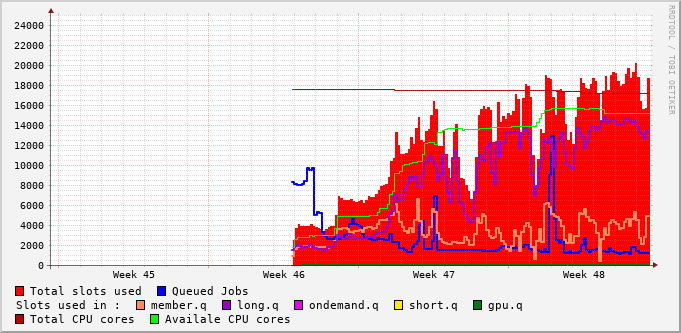 RRDTOOL / TOBI OETIKER
24000
22000
20000
18000
16000
14000
12000
10000
8000
6000
4000
2000
0
Week 45 Week 46 Week 47 Week 48
Total slots used Queued Jobs
Slots used in : member.q long.q ondemand.q short.q gpu.q
Total CPU cores Availale CPU cores